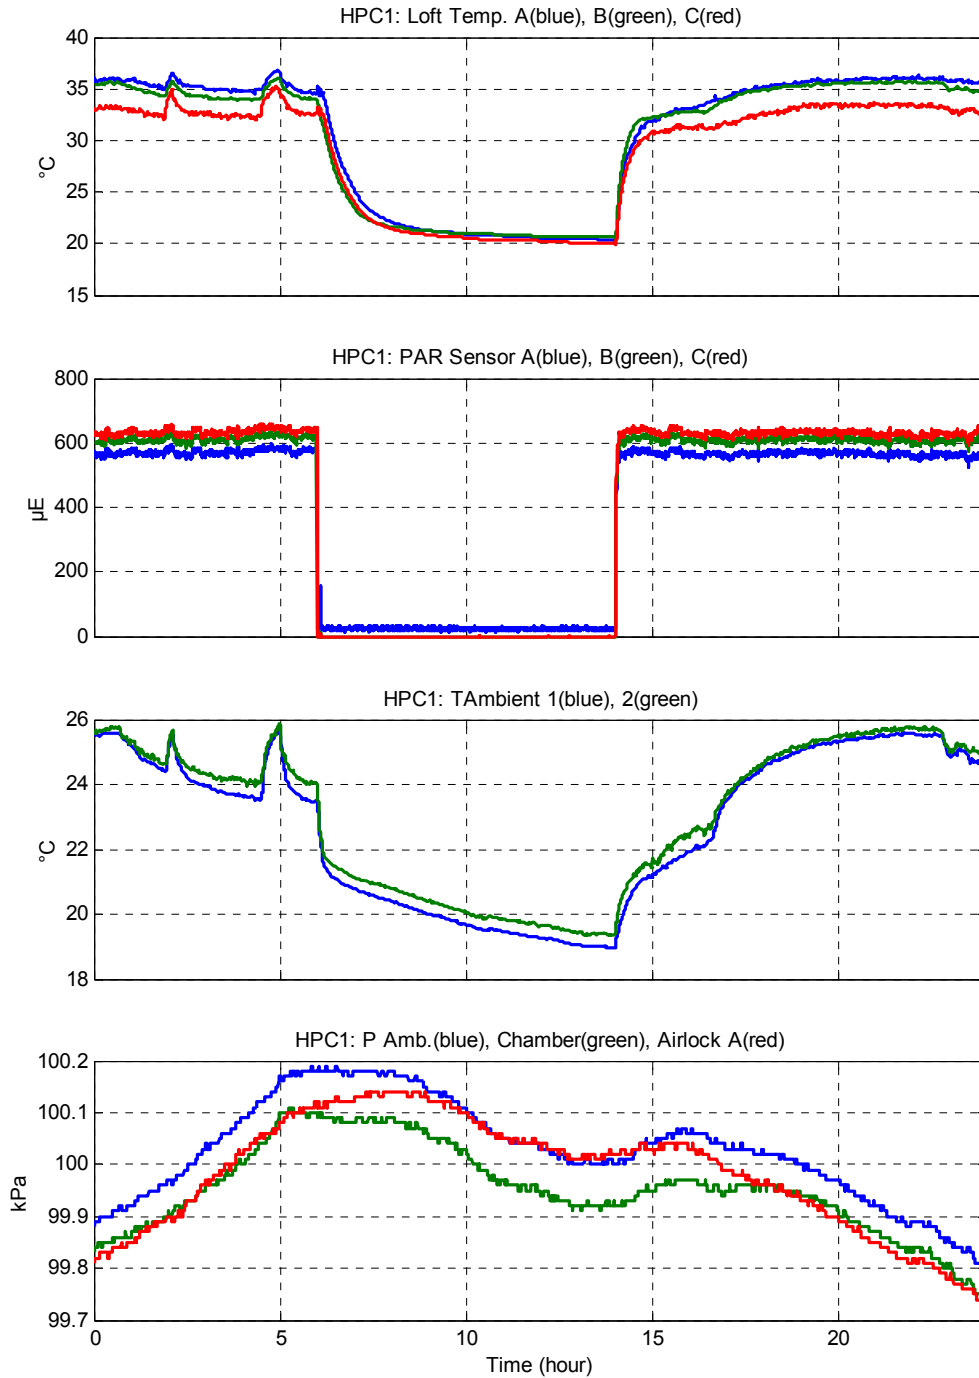 HPC1: Loft Temp. A(blue), B(green), C(red)
40
35
30
25
20
15
°C
HPC1: PAR Sensor A(blue), B(green), C(red)
800
600
400
200
0
µE
HPC1: TAmbient 1(blue), 2(green)
26
24
22
20
18
°C
HPC1: P Amb.(blue), Chamber(green), Airlock A(red)
100.2
100.1
100
99.9
99.8
99.7
kPa
0 5 10 15 20
Time (hour)